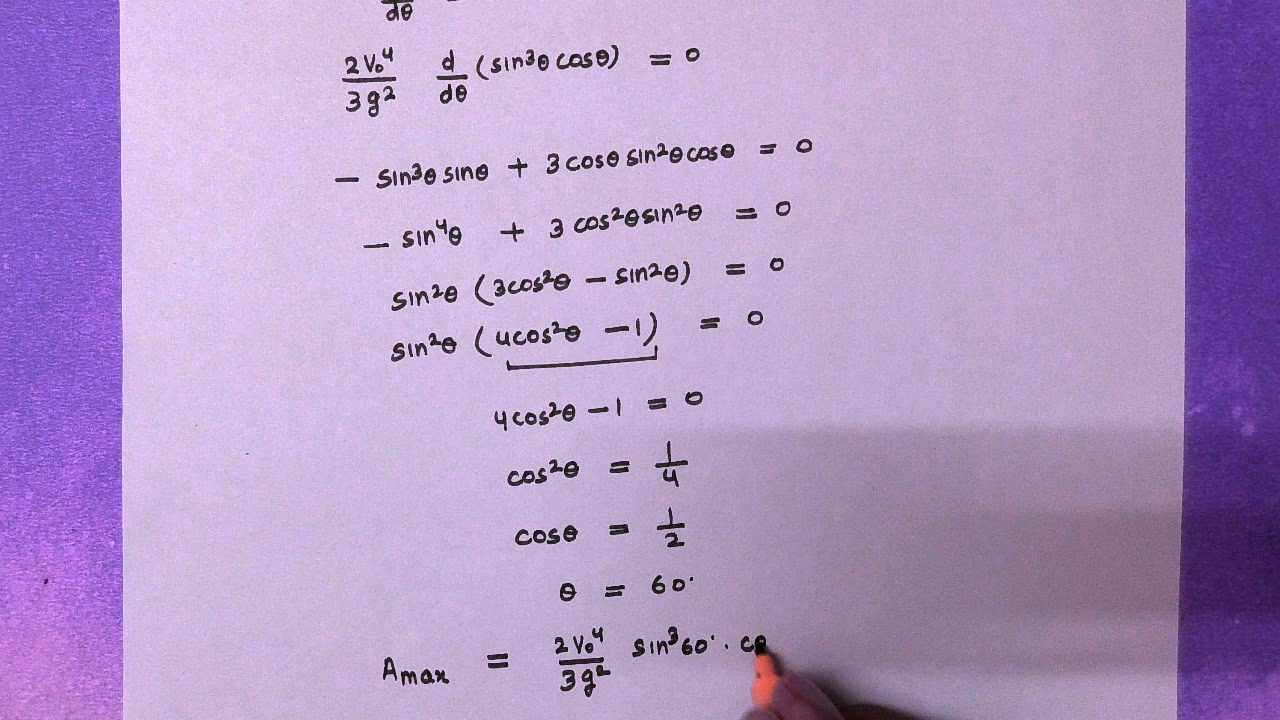 dθ
2V₀⁴/3g² d/dθ (sin³θ cosθ) = 0
− sin³θ sinθ + 3 cosθ sin²θ cosθ = 0
− sin⁴θ + 3 cos²θ sin²θ = 0
sin²θ (3cos²θ − sin²θ) = 0
sin²θ (4cos²θ − 1) = 0
4cos²θ − 1 = 0
cos²θ = 1/4
cosθ = 1/2
θ = 60°
Amax = 2V₀⁴/3g² sin³60° . co